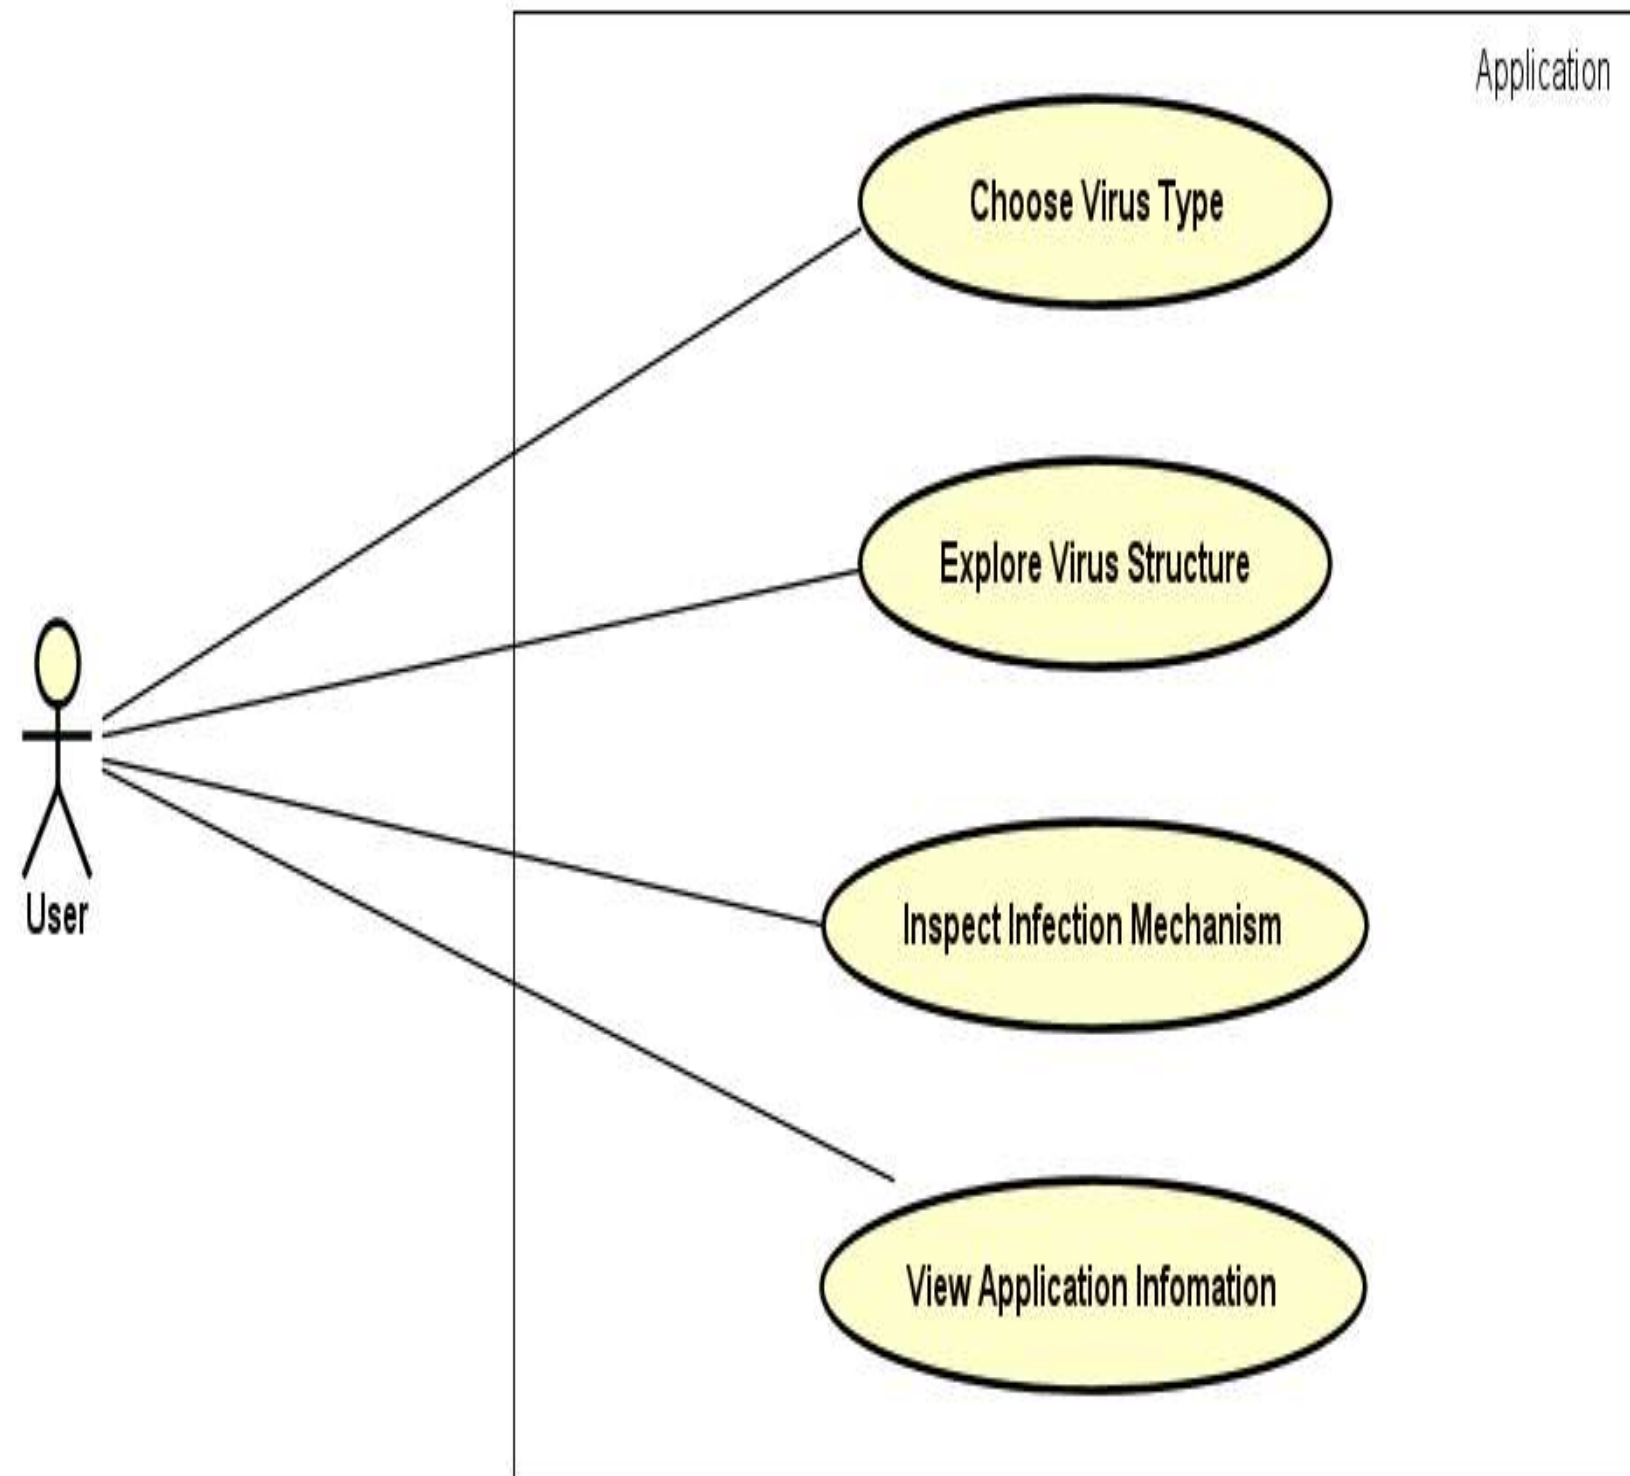 Application
Choose Virus Type
Explore Virus Structure
User
Inspect Infection Mechanism
View Application Infomation